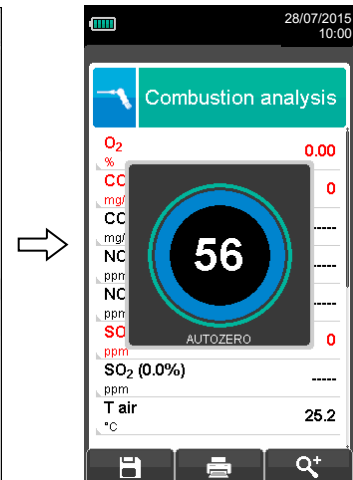 28/07/2015
10:00
Combustion analysis
O2
%
0.00
CO
mg/
0
CO
mg/
-----
NO
ppm
-----
NO
ppm
-----
SO
ppm
0
56
AUTOZERO
SO2 (0.0%)
ppm
-----
T air
°C
25.2